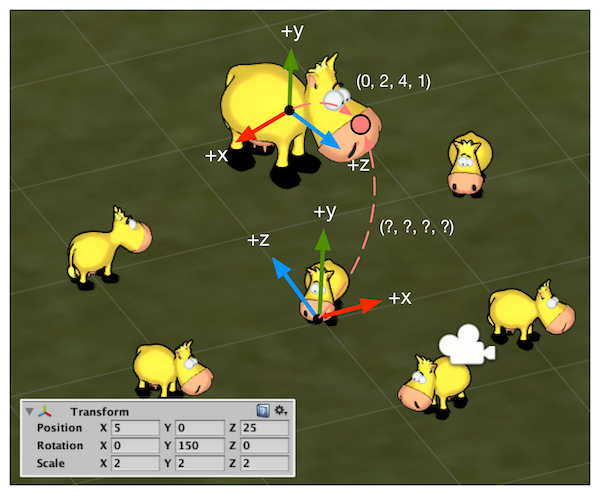 +y
(0, 2, 4, 1)
+x
+z
+y
(?, ?, ?, ?)
+z
+x
Transform
Position X 5 Y 0 Z 25
Rotation X 0 Y 150 Z 0
Scale X 2 Y 2 Z 2